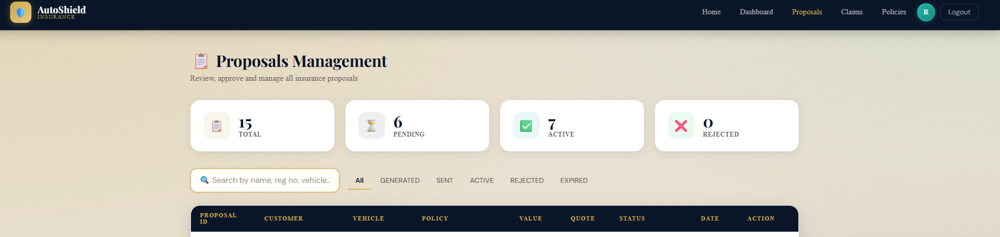 AutoShield
INSURANCE
Home
Dashboard
Proposals
Claims
Policies
R
Logout
Proposals Management
Review, approve and manage all insurance proposals
15
TOTAL
6
PENDING
7
ACTIVE
0
REJECTED
Search by name, reg no, vehicle..
All
GENERATED
SENT
ACTIVE
REJECTED
EXPIRED
PROPOSAL
ID
CUSTOMER
VEHICLE
POLICY
VALUE
QUOTE
STATUS
DATE
ACTION